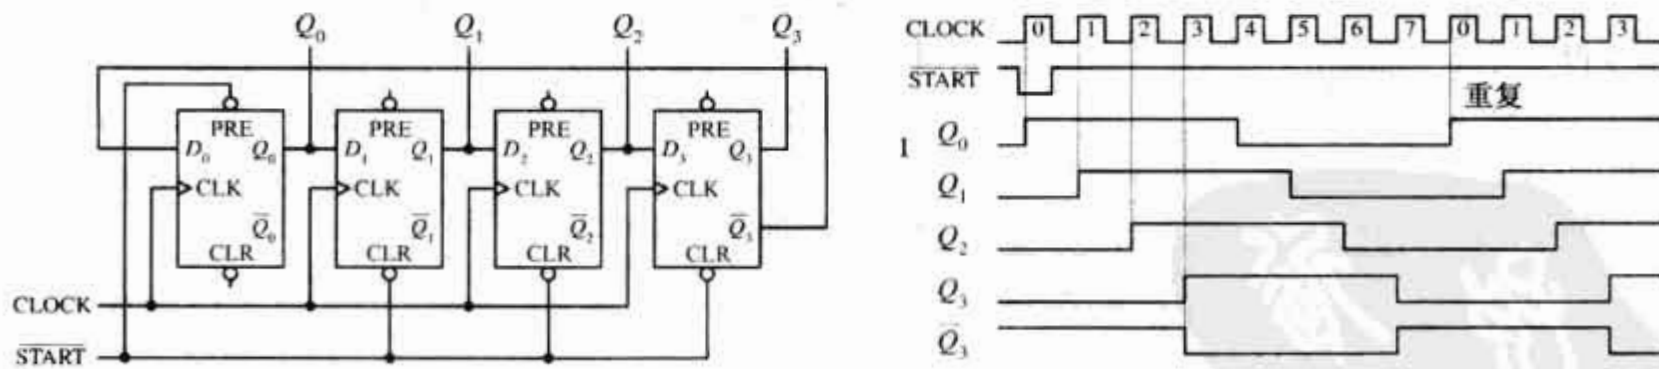 Q₀ Q₁ Q₂ Q₃
PRE PRE PRE PRE
D₀ Q₀ D₁ Q₁ D₂ Q₂ D₃ Q₃
CLK CLK CLK CLK
Q̅₀ Q̅₁ Q̅₂ Q̅₃
CLR CLR CLR CLR
CLOCK
S̅T̅A̅R̅T̅
CLOCK 0 1 2 3 4 5 6 7 0 1 2 3
S̅T̅A̅R̅T̅
重复
1 Q₀
Q₁
Q₂
Q₃
Q̅₃